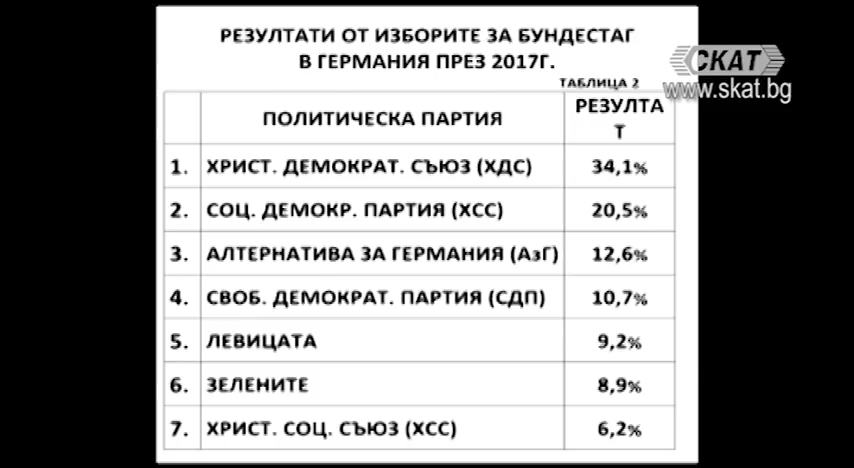 РЕЗУЛТАТИ ОТ ИЗБОРИТЕ ЗА БУНДЕСТАГ
В ГЕРМАНИЯ ПРЕЗ 2017Г.
СКАТ
www.skat.bg
ТАБЛИЦА 2
ПОЛИТИЧЕСКА ПАРТИЯ РЕЗУЛТА
Т
1. ХРИСТ. ДЕМОКРАТ. СЪЮЗ (ХДС) 34,1%
2. СОЦ. ДЕМОКР. ПАРТИЯ (ХСС) 20,5%
3. АЛТЕРНАТИВА ЗА ГЕРМАНИЯ (АзГ) 12,6%
4. СВОБ. ДЕМОКРАТ. ПАРТИЯ (СДП) 10,7%
5. ЛЕВИЦАТА 9,2%
6. ЗЕЛЕНИТЕ 8,9%
7. ХРИСТ. СОЦ. СЪЮЗ (ХСС) 6,2%